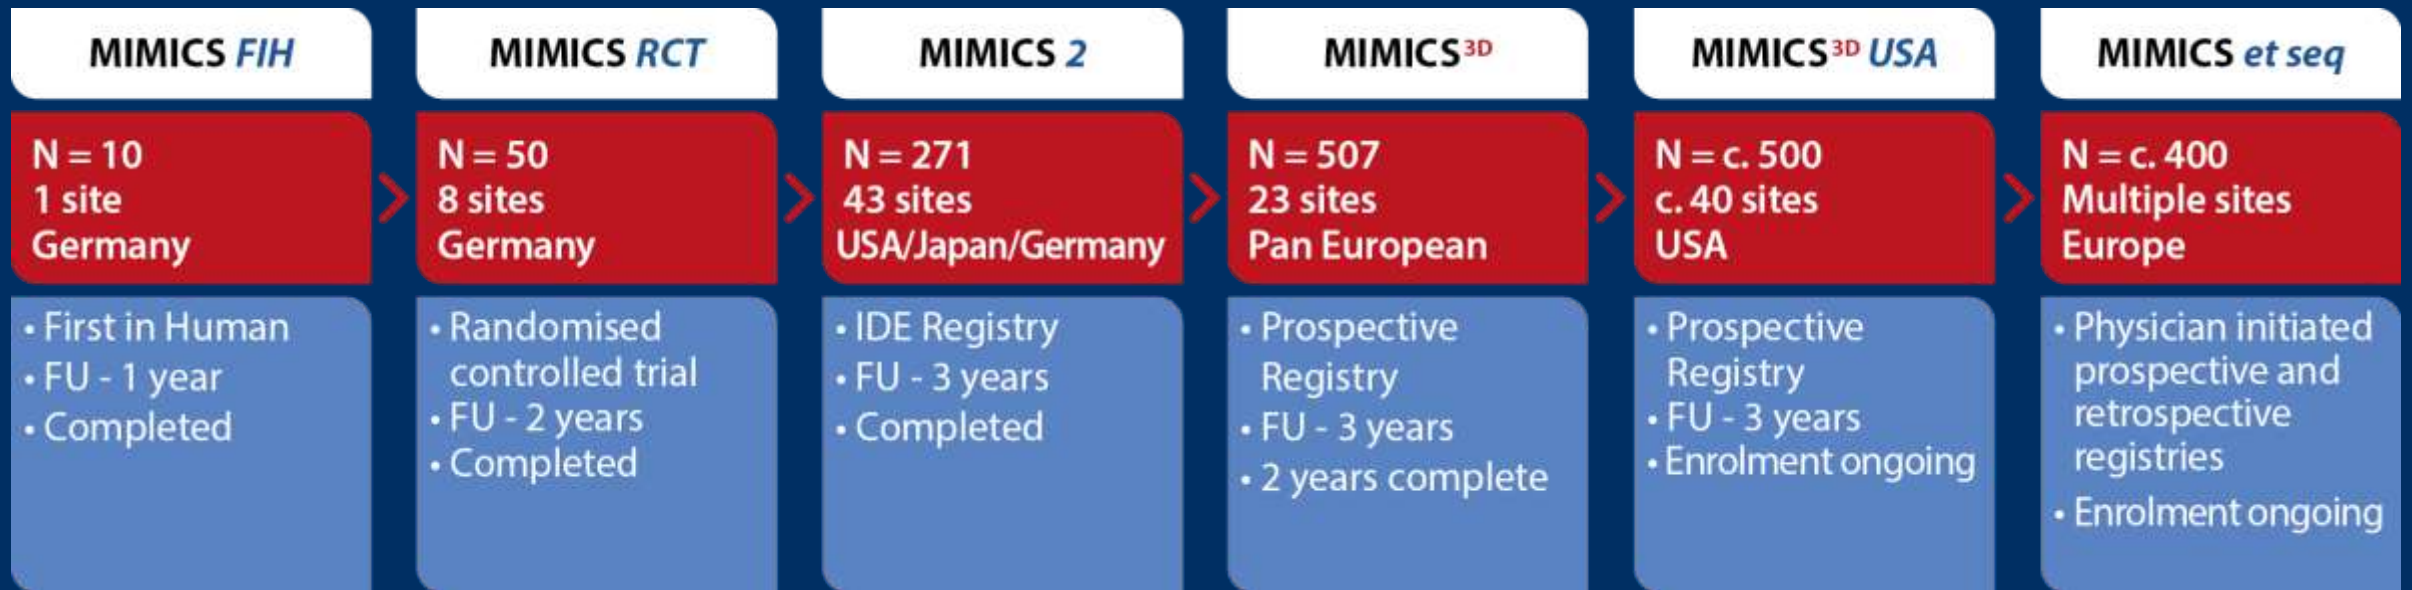 MIMICS FIH
N = 10
1 site
Germany
• First in Human
• FU - 1 year
• Completed
MIMICS RCT
N = 50
8 sites
Germany
• Randomised
controlled trial
• FU - 2 years
• Completed
MIMICS 2
N = 271
43 sites
USA/Japan/Germany
• IDE Registry
• FU - 3 years
• Completed
MIMICS3D
N = 507
23 sites
Pan European
• Prospective
Registry
• FU - 3 years
• 2 years complete
MIMICS3D USA
N = c. 500
c. 40 sites
USA
• Prospective
Registry
• FU - 3 years
• Enrolment ongoing
MIMICS et seq
N = c. 400
Multiple sites
Europe
• Physician initiated
prospective and
retrospective
registries
• Enrolment ongoing